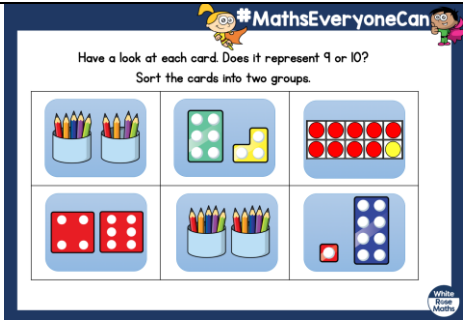 #MathsEveryoneCan
Have a look at each card. Does it represent 9 or 10?
Sort the cards into two groups.
White
Rose
Maths